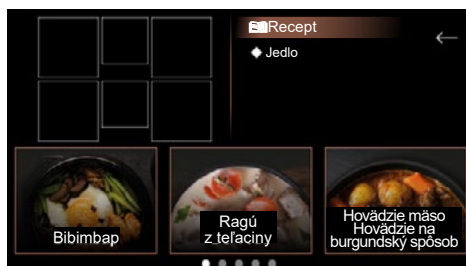 Recept
Jedlo
Bibimbap
Ragú
z teľaciny
Hovädzie mäso
Hovädzie na
burgundský spôsob